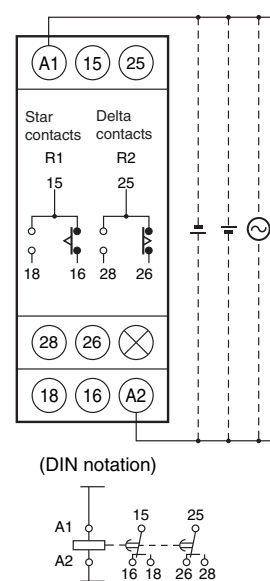 A1 15 25
Star Delta
contacts contacts
R1 R2
15 25
18 16 28 26
28 26
18 16 A2
(DIN notation)
15 25
A1
A2
16 18 26 28